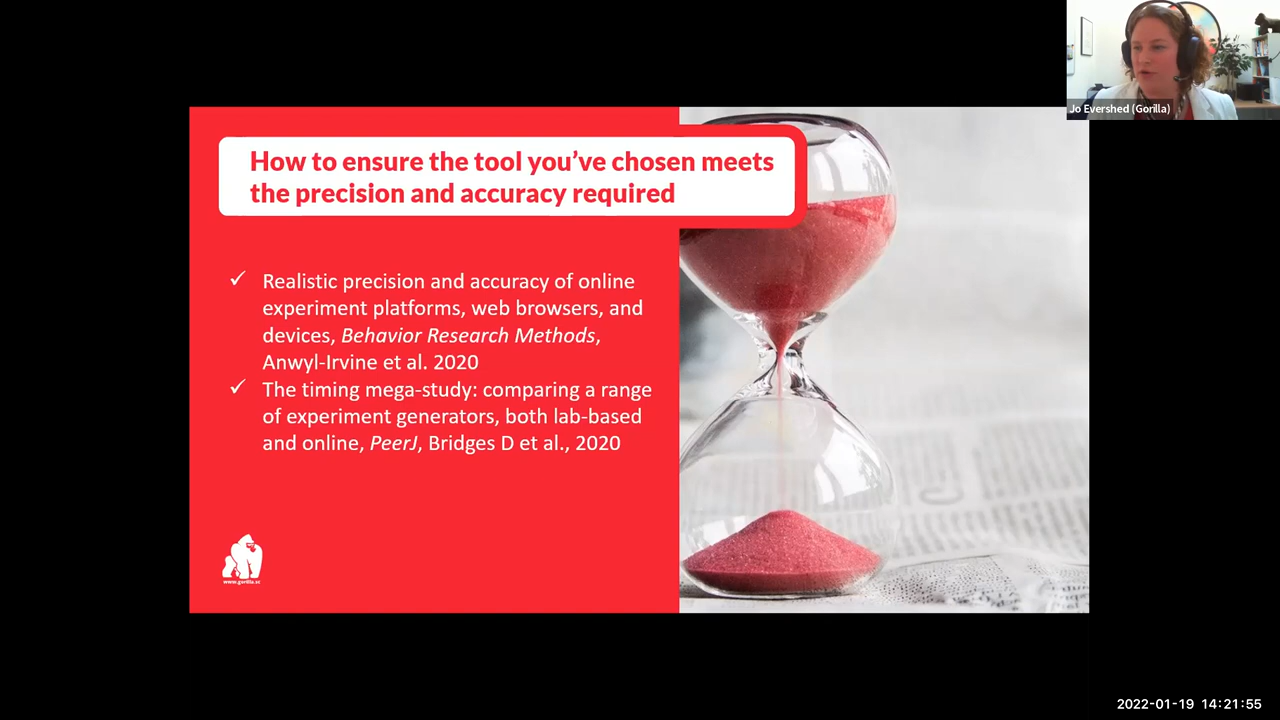 Jo Evershed (Gorilla)
How to ensure the tool you've chosen meets
the precision and accuracy required
✓ Realistic precision and accuracy of online
experiment platforms, web browsers, and
devices, Behavior Research Methods,
Anwyl-Irvine et al. 2020
✓ The timing mega-study: comparing a range
of experiment generators, both lab-based
and online, PeerJ, Bridges D et al., 2020
www.gorilla.sc
2022-01-19 14:21:55